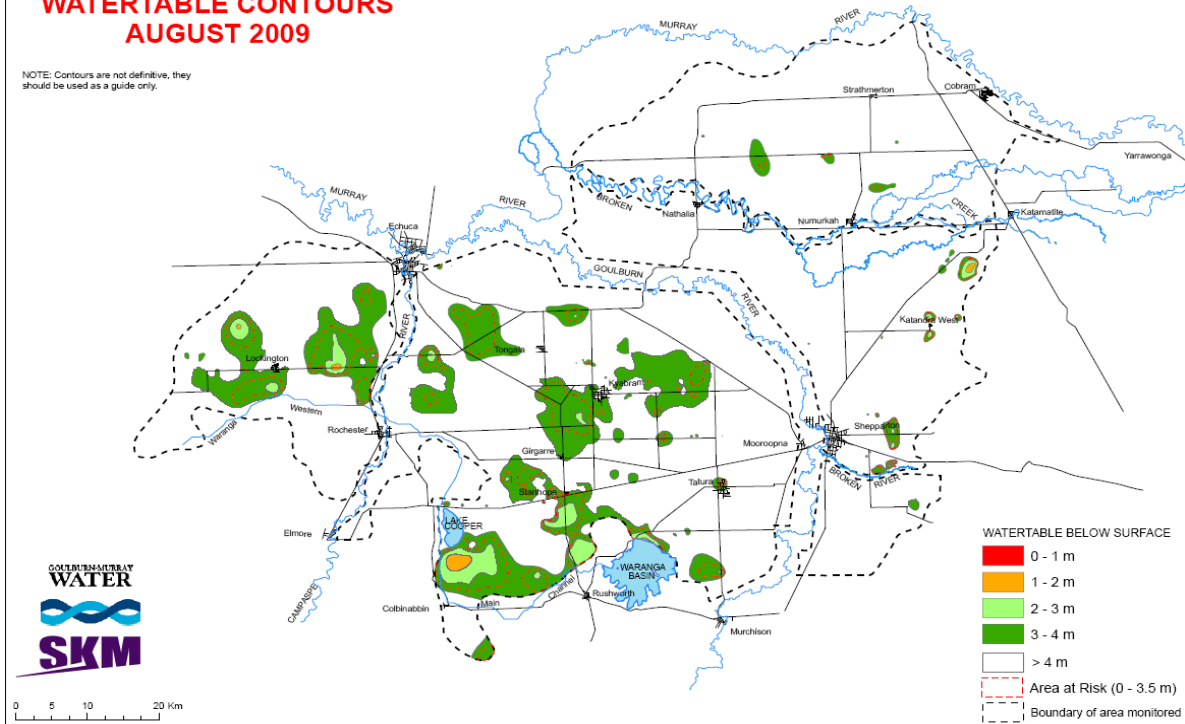 WATERTABLE CONTOURS
AUGUST 2009
NOTE: Contours are not definitive, they
should be used as a guide only.
MURRAY
RIVER
Strathmerton
Cobram
Yarrawonga
MURRAY
RIVER
BROKEN
Nathalia
Numurkah
CREEK
Katamatite
Echuca
GOULBURN
RIVER
RIVER
Katandra West
Lockington
Tongala
Kyabram
Western
Waranga
Rochester
Girgarre
Mooroopna
Shepparton
BROKEN
RIVER
Stanhope
Tatura
Elmore
LAKE
COOPER
WARANGA
BASIN
CAMPASPE
Colbinabbin
Main
Channel
Rushworth
Murchison
GOULBURN-MURRAY
WATER
SKM
0 5 10 20 Km
WATERTABLE BELOW SURFACE
0 - 1 m
1 - 2 m
2 - 3 m
3 - 4 m
> 4 m
Area at Risk (0 - 3.5 m)
Boundary of area monitored